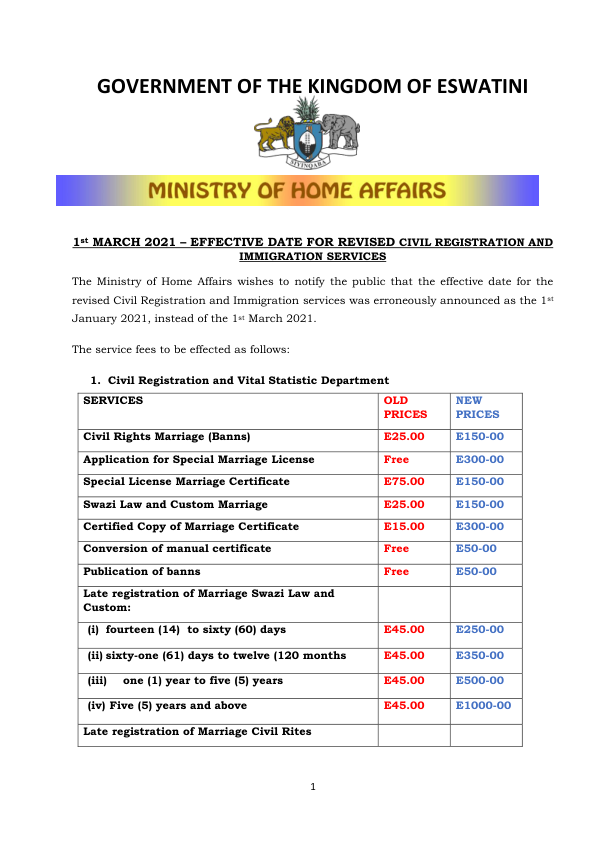 GOVERNMENT OF THE KINGDOM OF ESWATINI
SIYINQABA
MINISTRY OF HOME AFFAIRS
1st MARCH 2021 – EFFECTIVE DATE FOR REVISED CIVIL REGISTRATION AND
IMMIGRATION SERVICES
The Ministry of Home Affairs wishes to notify the public that the effective date for the
revised Civil Registration and Immigration services was erroneously announced as the 1st
January 2021, instead of the 1st March 2021.
The service fees to be effected as follows:
1. Civil Registration and Vital Statistic Department
SERVICES OLD PRICES NEW PRICES
Civil Rights Marriage (Banns) E25.00 E150-00
Application for Special Marriage License Free E300-00
Special License Marriage Certificate E75.00 E150-00
Swazi Law and Custom Marriage E25.00 E150-00
Certified Copy of Marriage Certificate E15.00 E300-00
Conversion of manual certificate Free E50-00
Publication of banns Free E50-00
Late registration of Marriage Swazi Law and
Custom:
(i) fourteen (14) to sixty (60) days E45.00 E250-00
(ii) sixty-one (61) days to twelve (120 months E45.00 E350-00
(iii) one (1) year to five (5) years E45.00 E500-00
(iv) Five (5) years and above E45.00 E1000-00
Late registration of Marriage Civil Rites
1